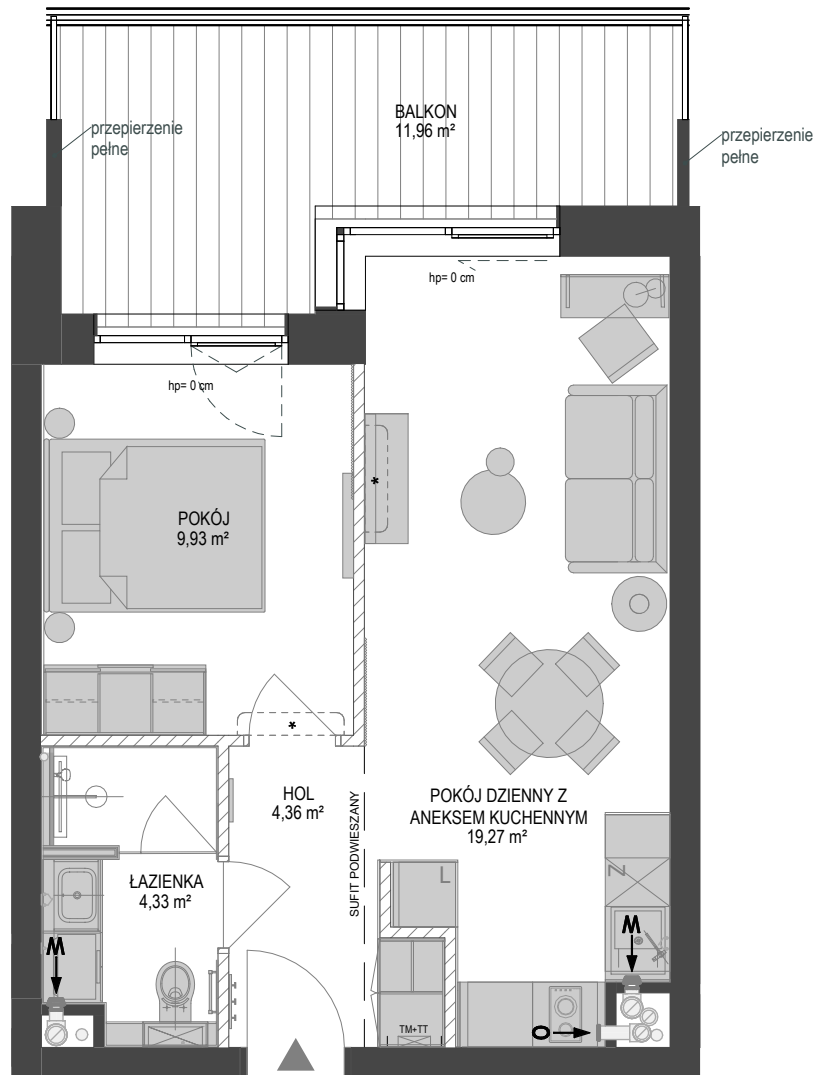 BALKON
11,96 m²
przepierzenie
pełne
przepierzenie
pełne
hp= 0 cm
hp= 0 cm
*
POKÓJ
9,93 m²
*
HOL
4,36 m²
SUFIT PODWIESZANY
POKÓJ DZIENNY Z
ANEKSEM KUCHENNYM
19,27 m²
ŁAZIENKA
4,33 m²
L
Z
W
W
O
TM+TT